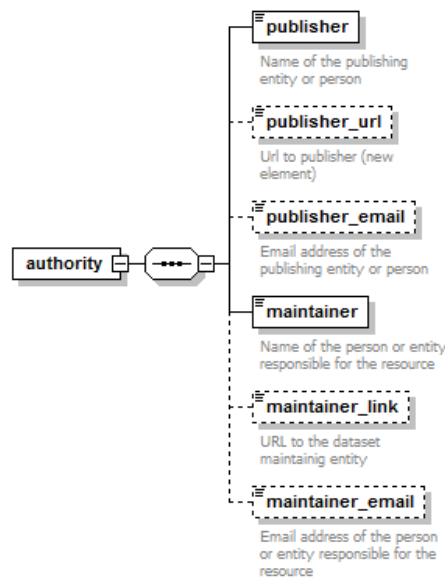 publisher
Name of the publishing
entity or person
publisher_url
Url to publisher (new
element)
publisher_email
Email address of the
publishing entity or person
authority
maintainer
Name of the person or entity
responsible for the resource
maintainer_link
URL to the dataset
maintainig entity
maintainer_email
Email address of the person
or entity responsible for the
resource